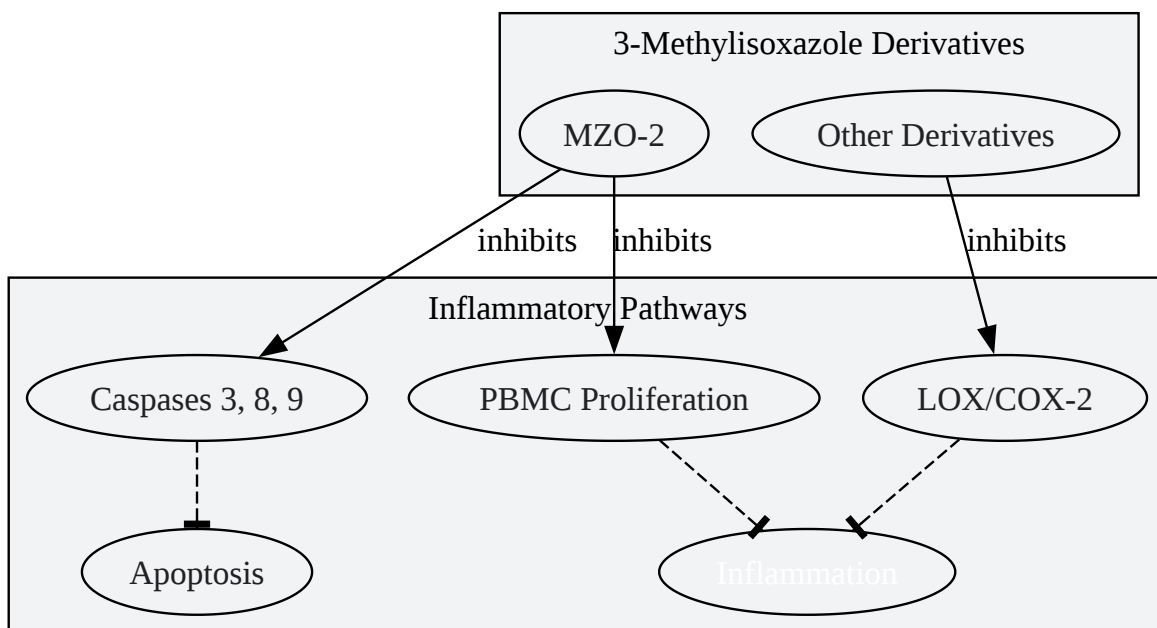 3-Methylisoxazole Derivatives
MZO-2
Other Derivatives
inhibits
inhibits
inhibits
Inflammatory Pathways
Caspases 3, 8, 9
PBMC Proliferation
LOX/COX-2
Apoptosis
Inflammation